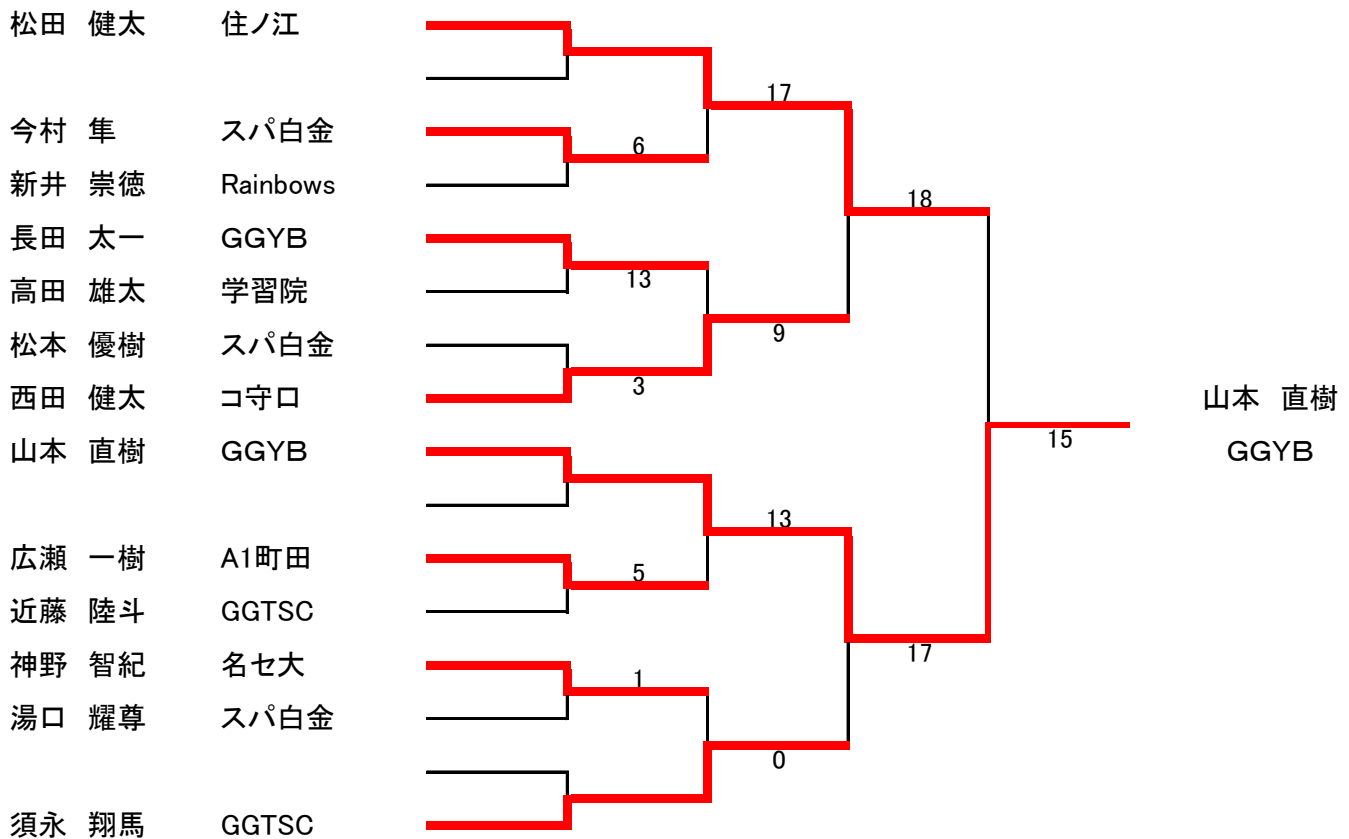 松田 健太 住ノ江
17
今村 隼 スパ白金
6
新井 崇徳 Rainbows
18
長田 太一 GGYB
13
高田 雄太 学習院
9
松本 優樹 スパ白金
3
西田 健太 コ守口
山本 直樹
15
山本 直樹 GGYB
GGYB
13
広瀬 一樹 A1町田
5
近藤 陸斗 GGTSC
17
神野 智紀 名セ大
1
湯口 耀尊 スパ白金
0
須永 翔馬 GGTSC